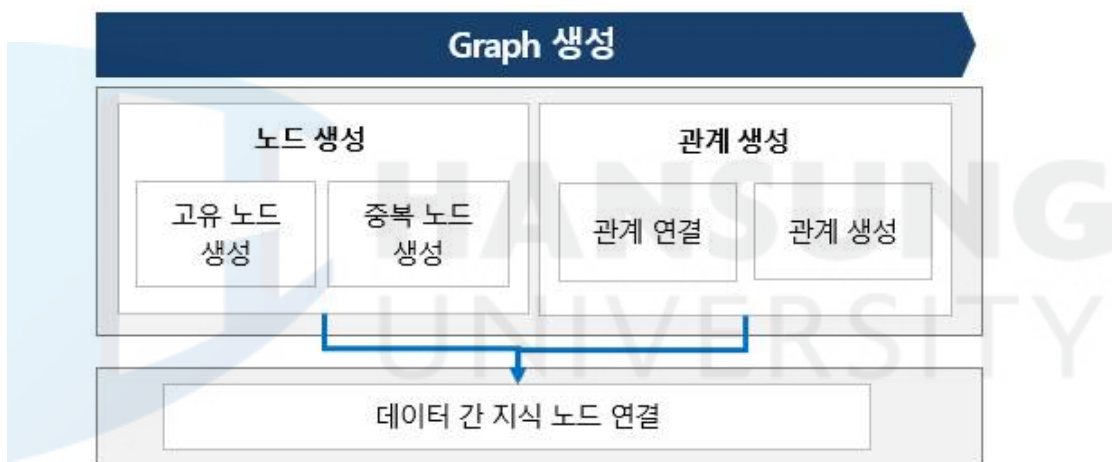 Graph 생성
노드 생성
관계 생성
고유 노드
생성
중복 노드
생성
관계 연결
관계 생성
HANSUNG
UNIVERSITY
데이터 간 지식 노드 연결